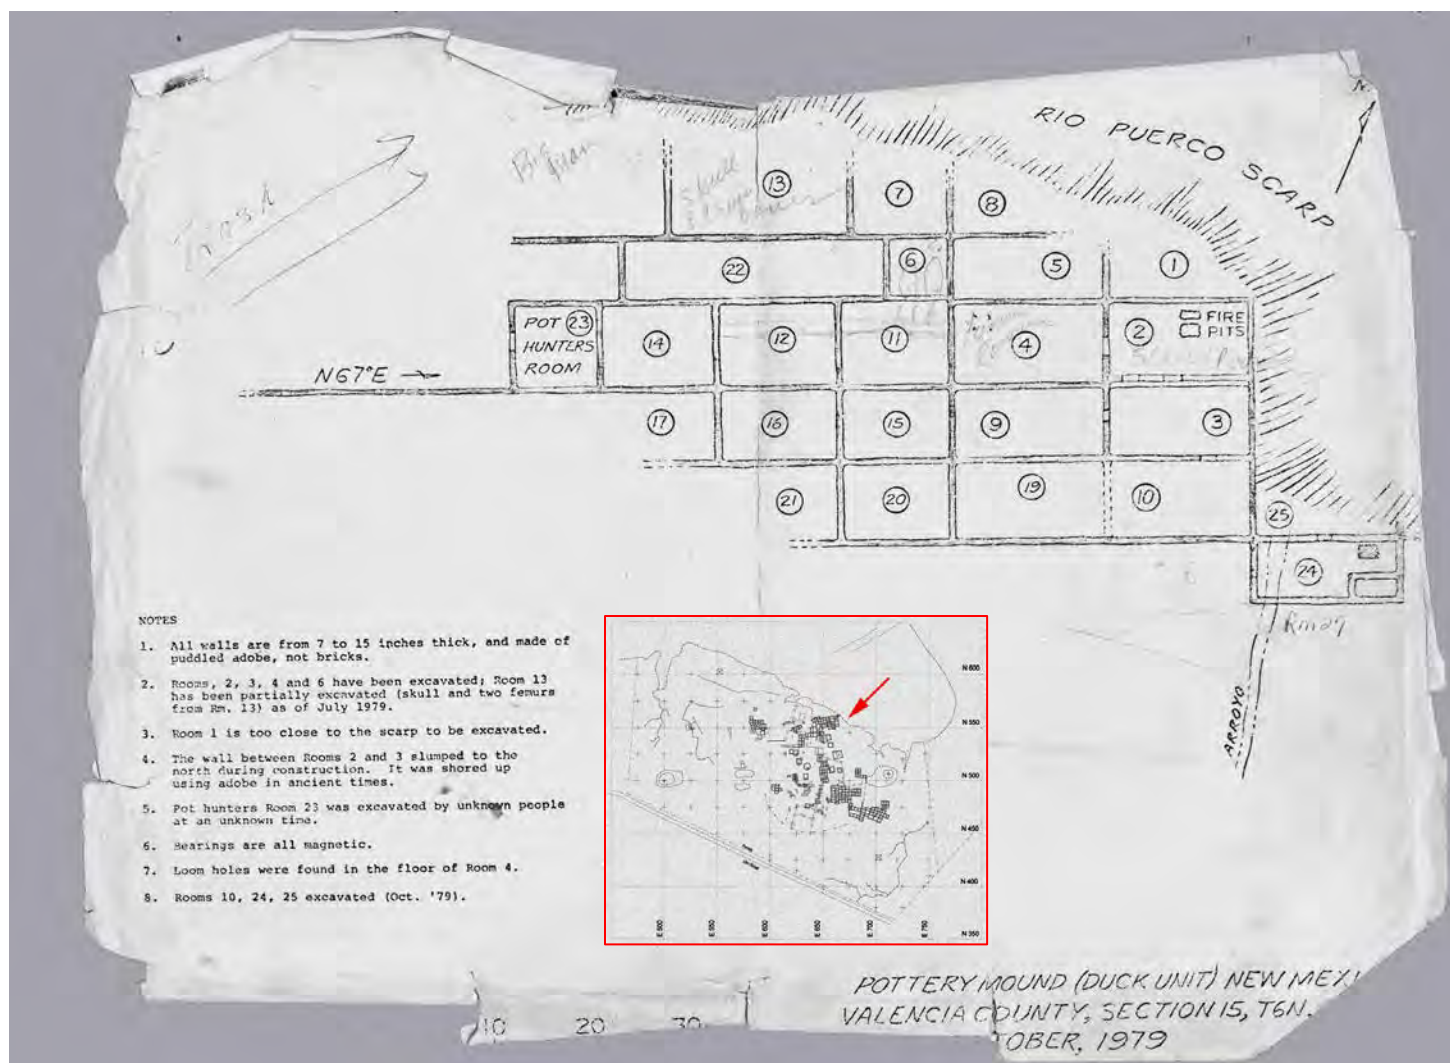 RIO PUERCO SCARP
N
Big
13
Skull
7
8
6
22
5
1
POT 23
HUNTERS
ROOM
14
12
11
4
2
FIRE
PITS
N67°E
17
16
15
9
3
21
20
19
10
25
24
Rm 27
ARROYO
NOTES
1. All walls are from 7 to 15 inches thick, and made of
puddled adobe, not bricks.
2. Rooms, 2, 3, 4 and 6 have been excavated; Room 13
has been partially excavated (skull and two femurs
from Rm. 13) as of July 1979.
3. Room 1 is too close to the scarp to be excavated.
4. The wall between Rooms 2 and 3 slumped to the
north during construction. It was shored up
using adobe in ancient times.
5. Pot hunters Room 23 was excavated by unknown people
at an unknown time.
6. Bearings are all magnetic.
7. Loom holes were found in the floor of Room 4.
8. Rooms 10, 24, 25 excavated (Oct. '79).
N 600
N 550
N 500
N 450
N 400
N 350
E 500
E 550
E 600
E 650
E 700
E 750
POTTERY MOUND (DUCK UNIT) NEW MEXI
VALENCIA COUNTY, SECTION 15, T6N.
TOBER, 1979
10 20 30